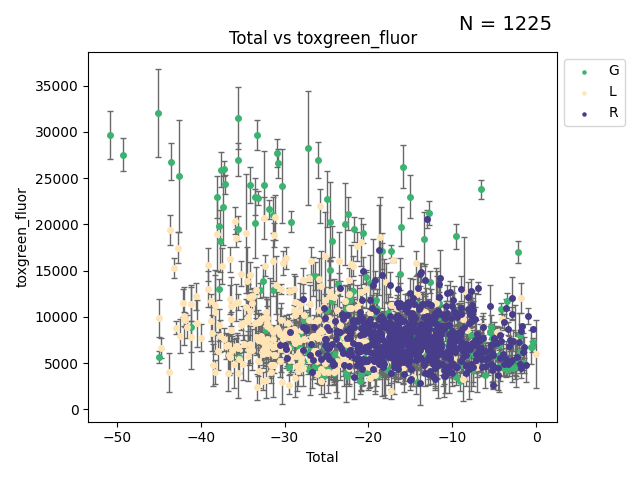 N = 1225
Total vs toxgreen_fluor
G
L
R
toxgreen_fluor
35000
30000
25000
20000
15000
10000
5000
0
−50
−40
−30
−20
−10
0
Total